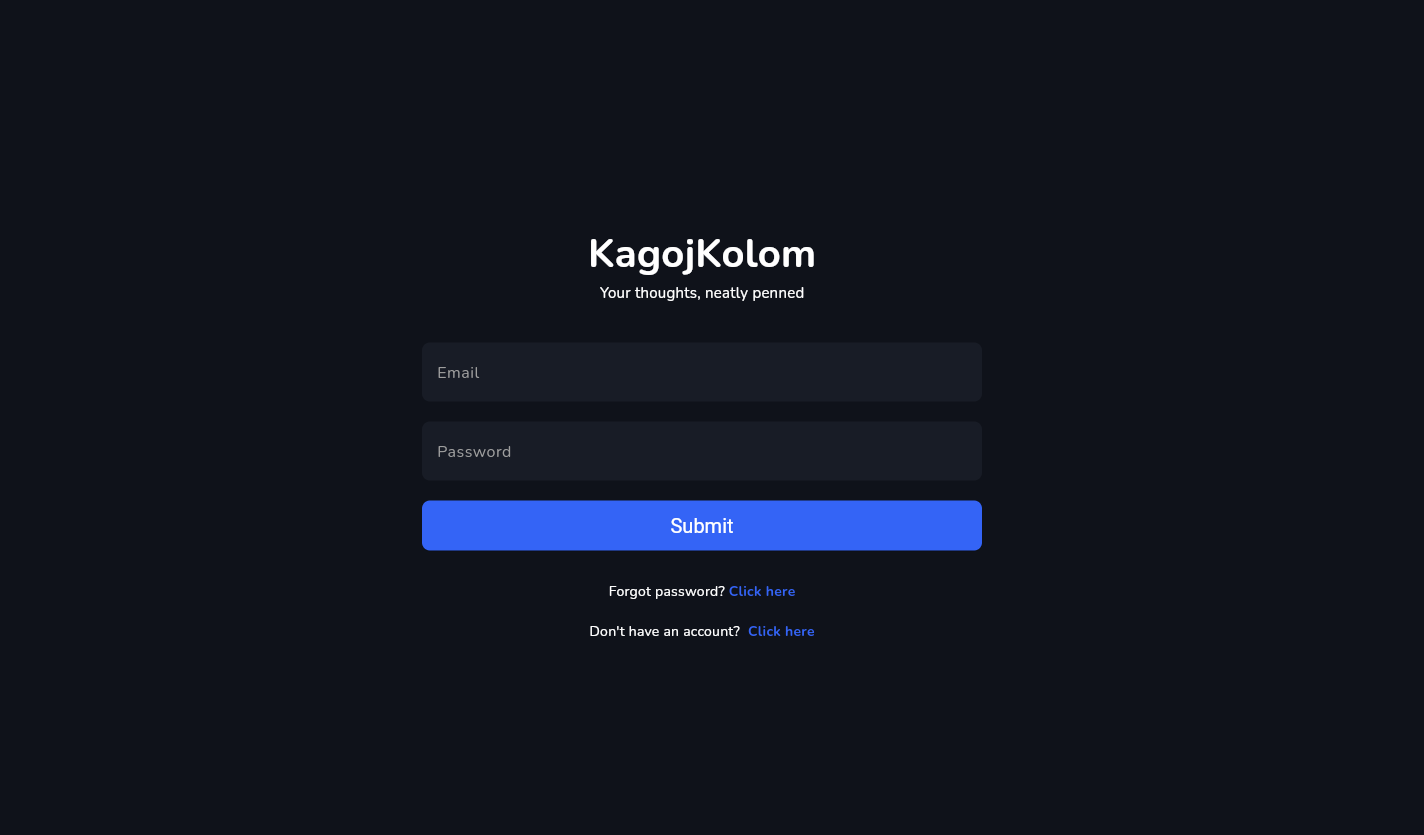 KagojKolom
Your thoughts, neatly penned
Email
Password
Submit
Forgot password? Click here
Don't have an account? Click here